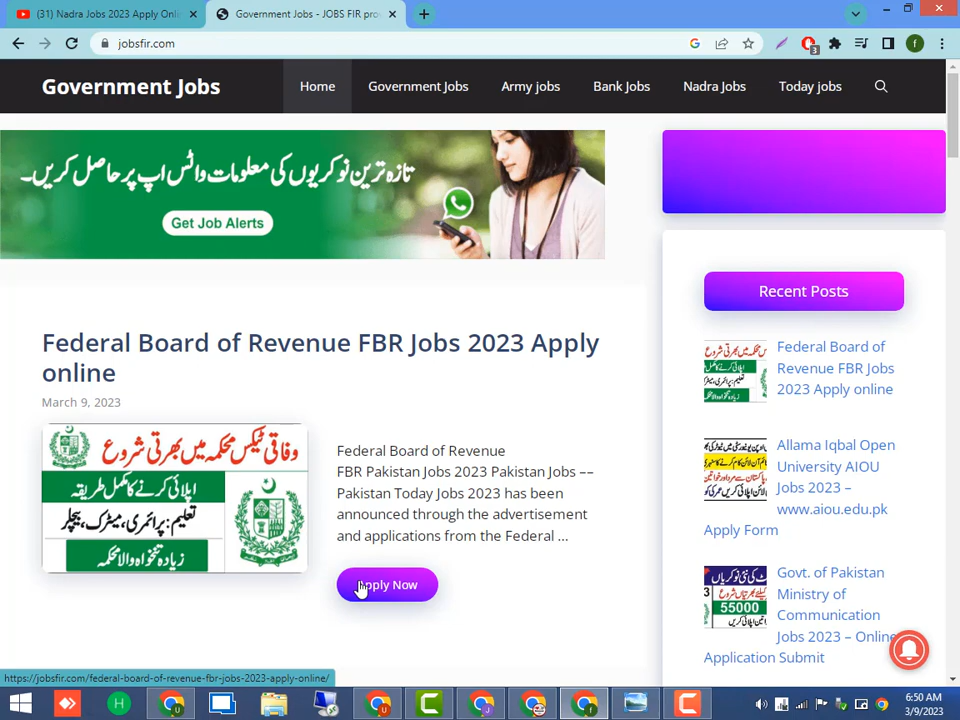 (31) Nadra Jobs 2023 Apply Onl
Government Jobs - JOBS FIR pro
jobsfir.com
3
f
Government Jobs
Home
Government Jobs
Army jobs
Bank Jobs
Nadra Jobs
Today jobs
تازہ ترین نوکریوں کی معلومات واٹس اپ پر حاصل کریں۔
Get Job Alerts
Federal Board of Revenue FBR Jobs 2023 Apply
online
March 9, 2023
وفاقی ٹیکس محکمہ میں بھرتی شروع
اپلائی کرنے کا مکمل طریقہ
تعلیم: پرائمری، میٹرک، بیچلر
زیادہ تنخواہ والا محکمہ
Federal Board of Revenue
FBR Pakistan Jobs 2023 Pakistan Jobs ––
Pakistan Today Jobs 2023 has been
announced through the advertisement
and applications from the Federal ...
Apply Now
Recent Posts
Federal Board of
Revenue FBR Jobs
2023 Apply online
Allama Iqbal Open
University AIOU
Jobs 2023 –
www.aiou.edu.pk
Apply Form
55000
Govt. of Pakistan
Ministry of
Communication
Jobs 2023 – Online
Application Submit
https://jobsfir.com/federal-board-of-revenue-fbr-jobs-2023-apply-online/
6:50 AM
3/9/2023